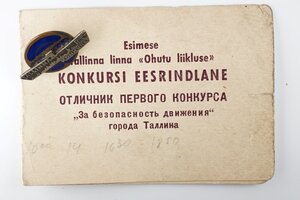 Esimese
Tallinna linna «Ohutu liikluse»
KONKURSI EESRINDLANE
ОТЛИЧНИК ПЕРВОГО КОНКУРСА
„За безопасность движения"
города Таллина